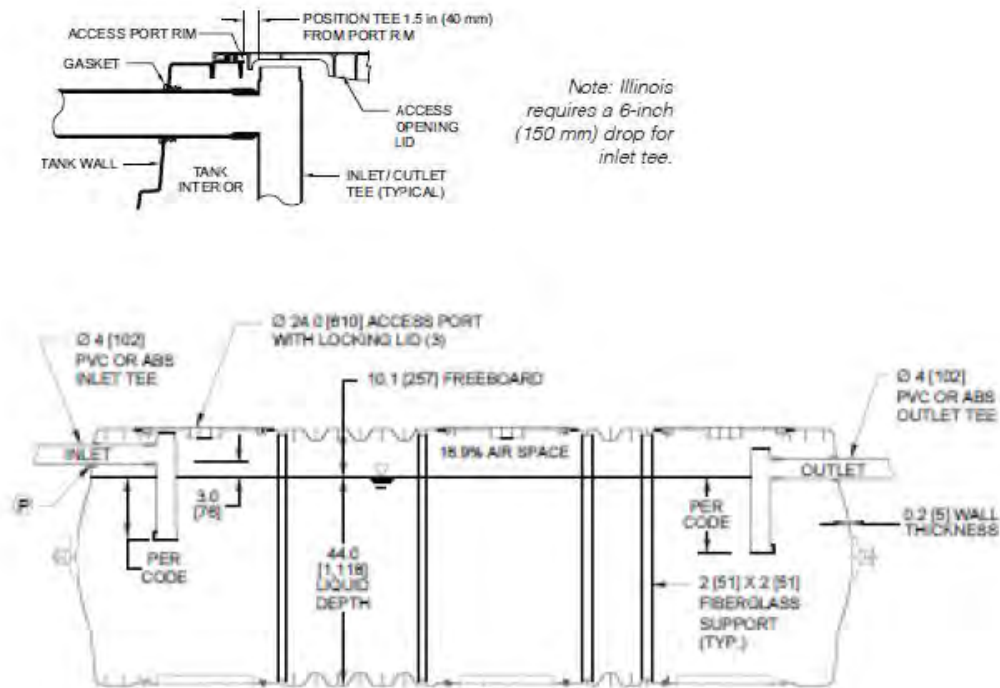 POSITION TEE 1.5 in (40 mm)
FROM PORT RIM
ACCESS PORT RIM
GASKET
ACCESS
OPENING
LID
TANK WALL
TANK
INTERIOR
INLET/OUTLET
TEE (TYPICAL)
Note: Illinois
requires a 6-inch
(150 mm) drop for
inlet tee.
Ø 24.0 [610] ACCESS PORT
WITH LOCKING LID (3)
Ø 4 [102]
PVC OR ABS
INLET TEE
10.1 [257] FREEBOARD
Ø 4 [102]
PVC OR ABS
OUTLET TEE
INLET
16.9% AIR SPACE
OUTLET
P
3.0
[76]
PER
CODE
PER
CODE
0.2 [5] WALL
THICKNESS
44.0
[1,118]
LIQUID
DEPTH
2 [51] X 2 [51]
FIBERGLASS
SUPPORT
(TYP.)